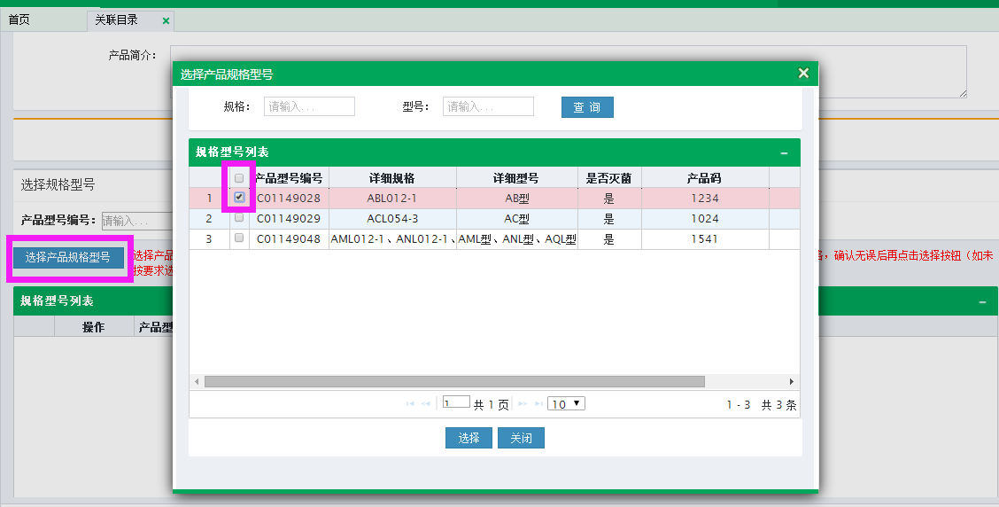 首页
关联目录
产品简介：
选择产品规格型号
规格：
请输入...
型号：
请输入...
查 询
规格型号列表
产品型号编号 详细规格 详细型号 是否灭菌 产品码
1 C01149028 ABL012-1 AB型 是 1234
2 C01149029 ACL054-3 AC型 是 1024
3 C01149048 AML012-1、ANL012-1、 AML型、ANL型、AQL型 是 1541
1 共 1 页 10 1 - 3 共 3 条
选择
关闭
选择规格型号
产品型号编号：
请输入...
选择产品规格型号
选择产品
，确认无误后再点击选择按钮（如未
按要求选
规格型号列表
操作 产品型